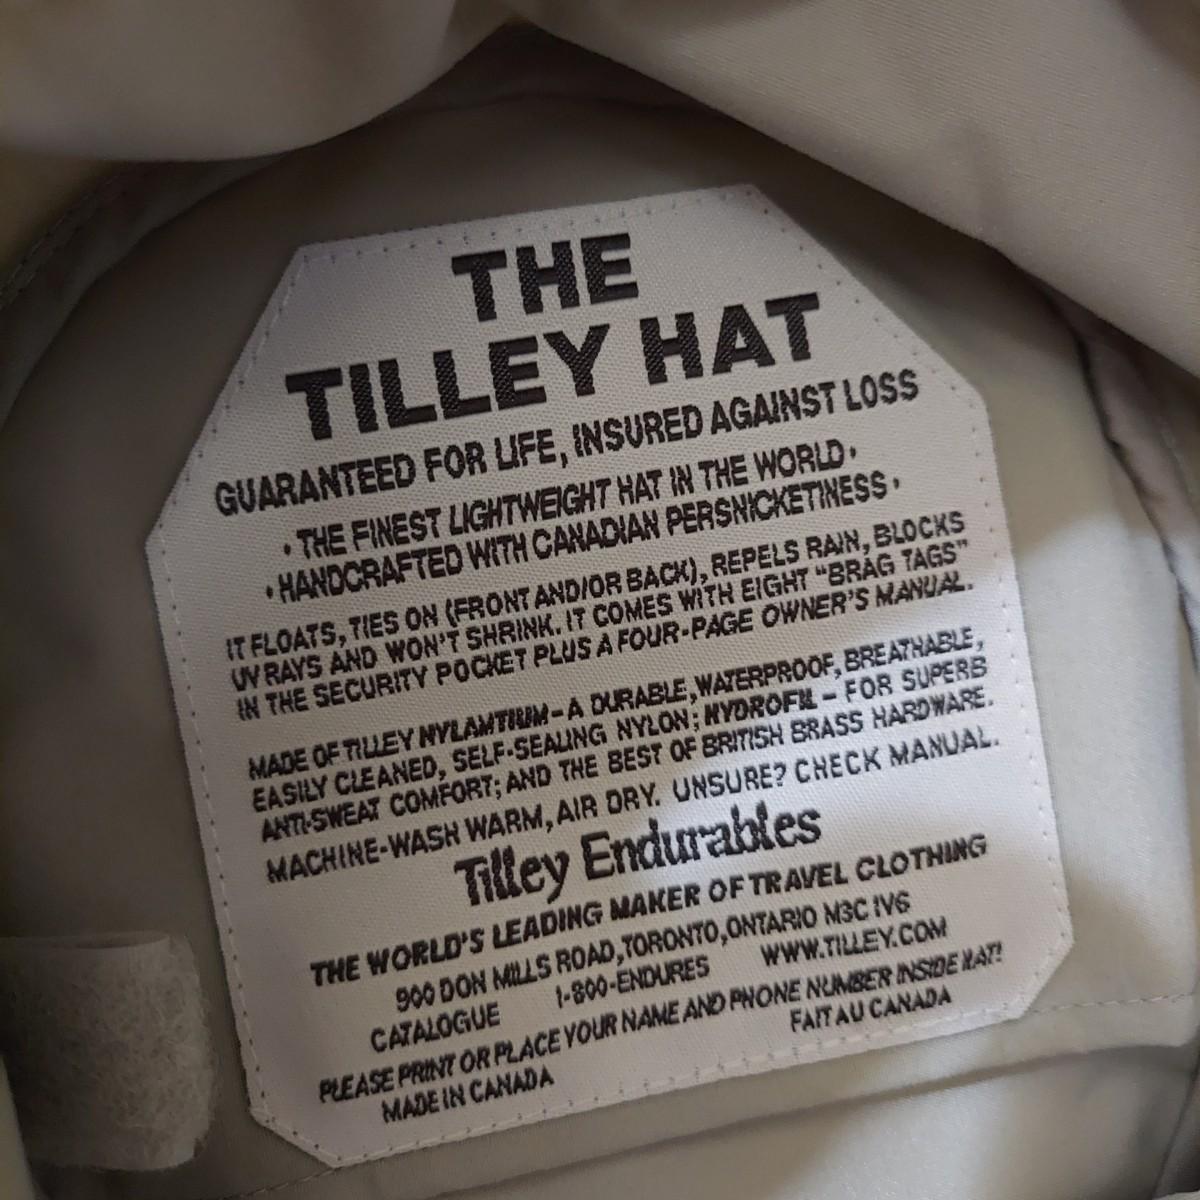 THE
TILLEY HAT
GUARANTEED FOR LIFE, INSURED AGAINST LOSS
• THE FINEST LIGHTWEIGHT HAT IN THE WORLD •
• HANDCRAFTED WITH CANADIAN PERSNICKETINESS •
IT FLOATS, TIES ON (FRONT AND/OR BACK), REPELS RAIN, BLOCKS
UV RAYS AND WON'T SHRINK. IT COMES WITH EIGHT "BRAG TAGS"
IN THE SECURITY POCKET PLUS A FOUR-PAGE OWNER'S MANUAL.
MADE OF TILLEY NYLAMTIUM – A DURABLE, WATERPROOF, BREATHABLE,
EASILY CLEANED, SELF-SEALING NYLON; HYDROFIL – FOR SUPERB
ANTI-SWEAT COMFORT; AND THE BEST OF BRITISH BRASS HARDWARE.
MACHINE-WASH WARM, AIR DRY. UNSURE? CHECK MANUAL.
Tilley Endurables
THE WORLD'S LEADING MAKER OF TRAVEL CLOTHING
900 DON MILLS ROAD, TORONTO, ONTARIO M3C 1V6
CATALOGUE 1-800-ENDURES WWW.TILLEY.COM
PLEASE PRINT OR PLACE YOUR NAME AND PHONE NUMBER INSIDE HAT!
MADE IN CANADA FAIT AU CANADA